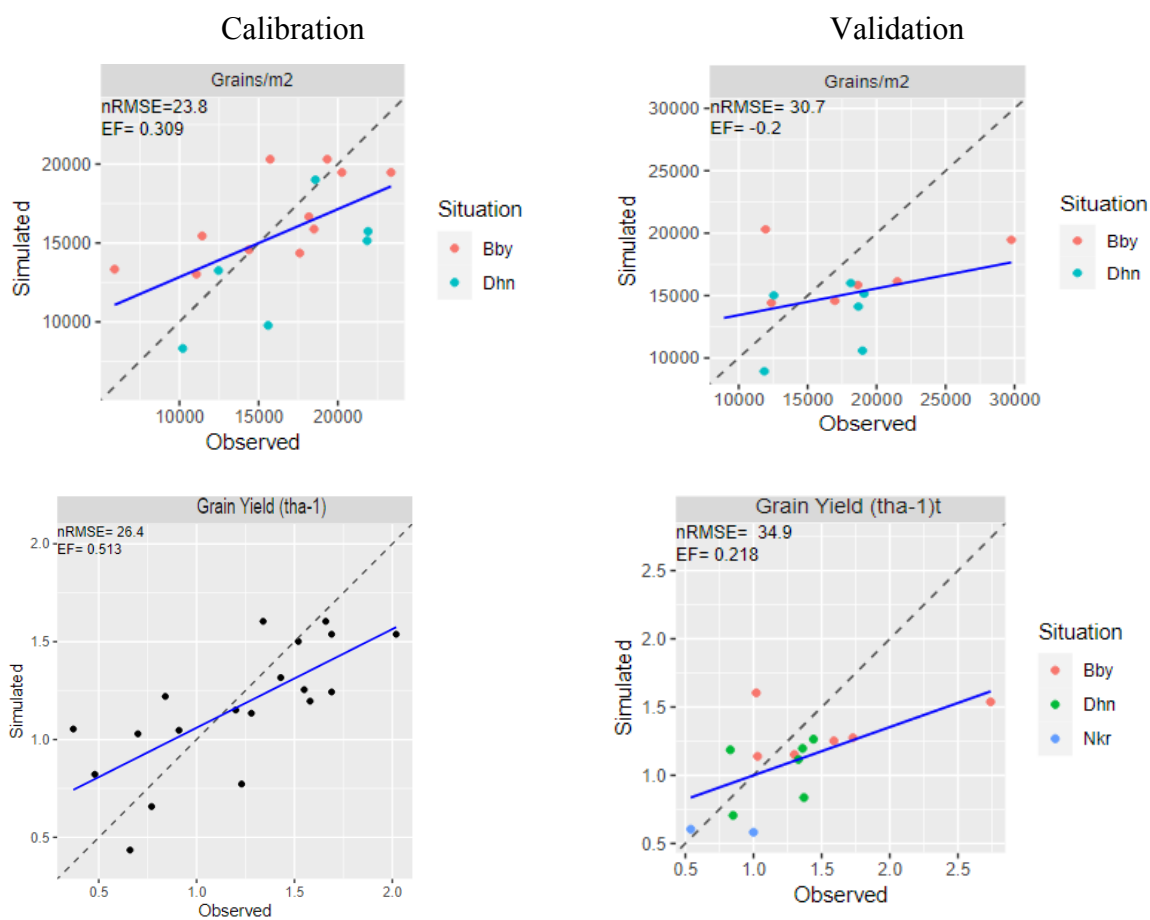 Calibration
Validation
Grains/m2
nRMSE=23.8
EF= 0.309
20000
15000
10000
Simulated
10000 15000 20000
Observed
Situation
Bby
Dhn
Grains/m2
nRMSE= 30.7
EF= -0.2
30000
25000
20000
15000
10000
Simulated
10000 15000 20000 25000 30000
Observed
Situation
Bby
Dhn
Grain Yield (tha-1)
nRMSE= 26.4
EF= 0.513
2.0
1.5
1.0
0.5
Simulated
0.5 1.0 1.5 2.0
Observed
Grain Yield (tha-1)t
nRMSE= 34.9
EF= 0.218
2.5
2.0
1.5
1.0
0.5
Simulated
0.5 1.0 1.5 2.0 2.5
Observed
Situation
Bby
Dhn
Nkr